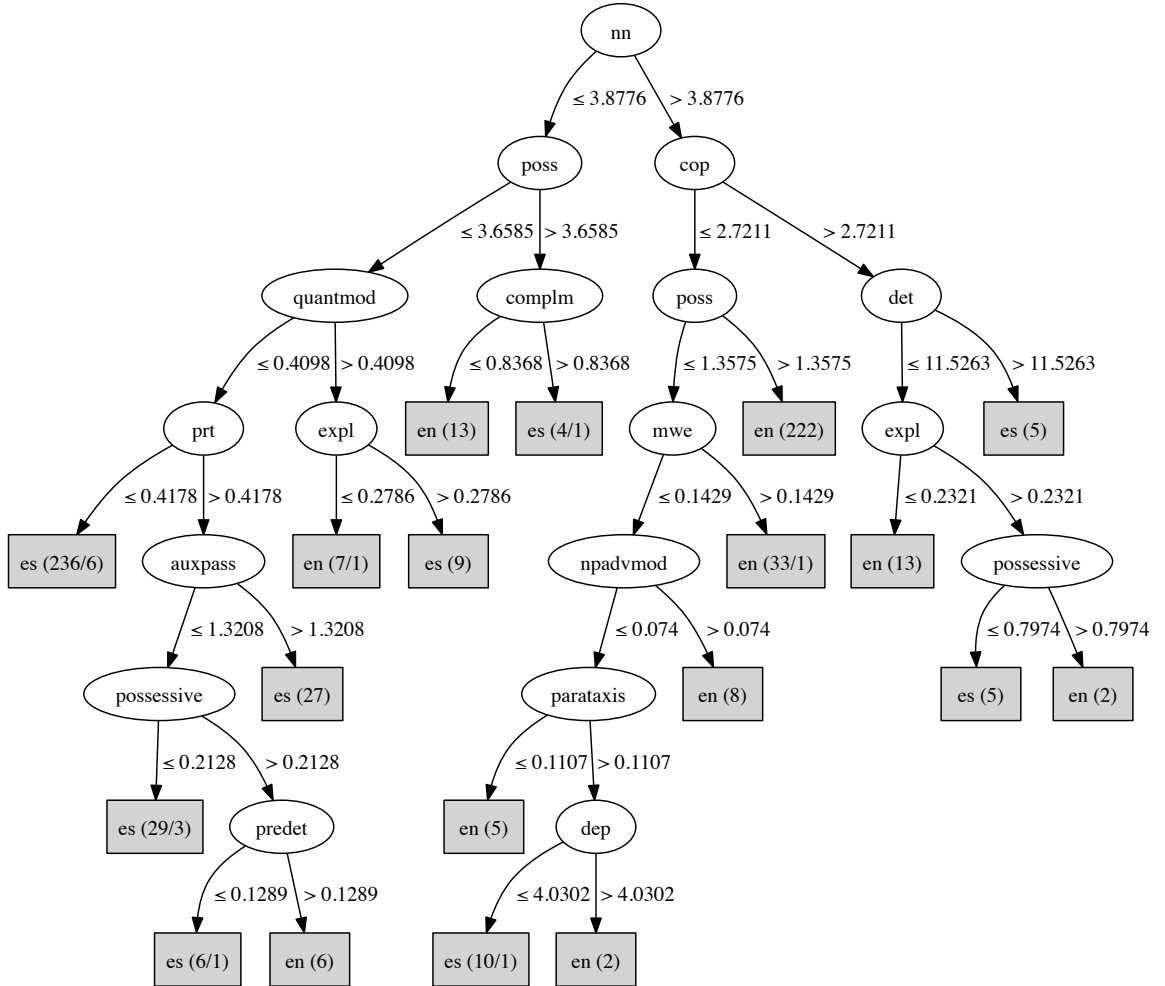 nn
≤ 3.8776 > 3.8776
poss cop
≤ 3.6585 > 3.6585 ≤ 2.7211 > 2.7211
quantmod complm poss det
≤ 0.4098 > 0.4098 ≤ 0.8368 > 0.8368 ≤ 1.3575 > 1.3575 ≤ 11.5263 > 11.5263
prt expl en (13) es (4/1) mwe en (222) expl es (5)
≤ 0.4178 > 0.4178 ≤ 0.2786 > 0.2786 ≤ 0.1429 > 0.1429 ≤ 0.2321 > 0.2321
es (236/6) auxpass en (7/1) es (9) npadvmod en (33/1) en (13) possessive
≤ 1.3208 > 1.3208 ≤ 0.074 > 0.074 ≤ 0.7974 > 0.7974
possessive es (27) parataxis en (8) es (5) en (2)
≤ 0.2128 > 0.2128 ≤ 0.1107 > 0.1107
es (29/3) predet en (5) dep
≤ 0.1289 > 0.1289 ≤ 4.0302 > 4.0302
es (6/1) en (6) es (10/1) en (2)